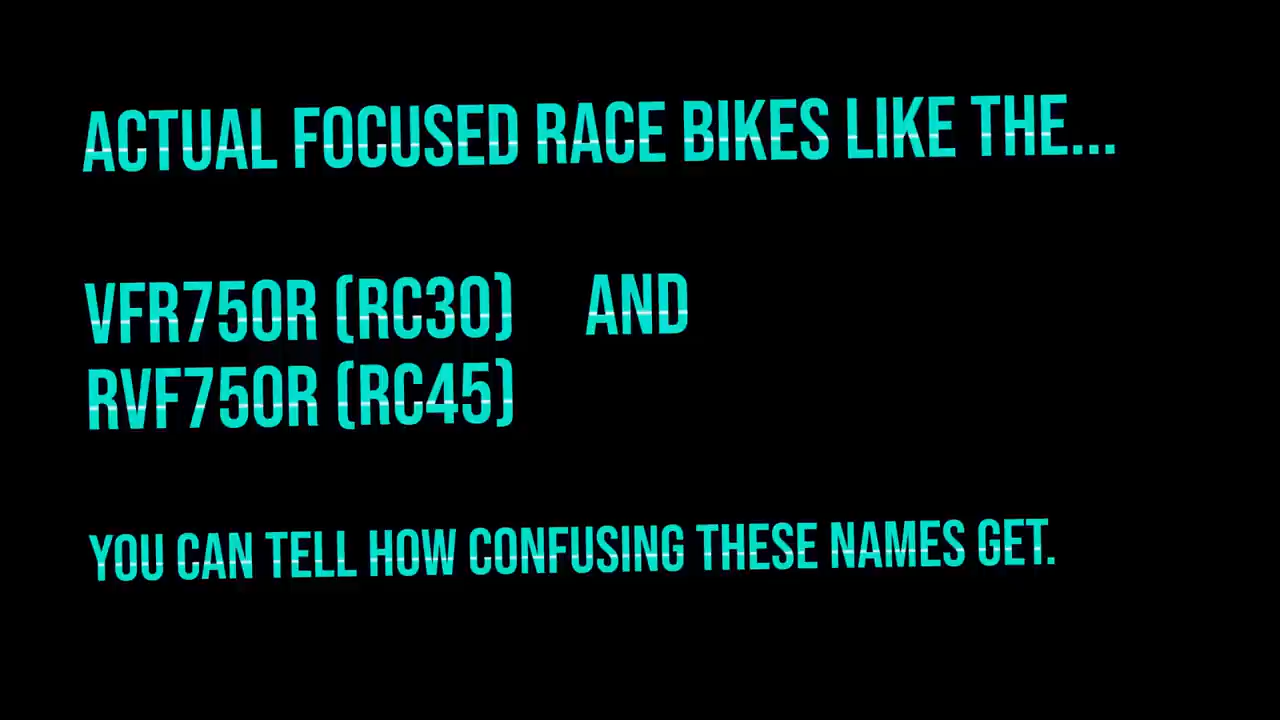 ACTUAL FOCUSED RACE BIKES LIKE THE...
VFR750R (RC30) AND
RVF750R (RC45)
YOU CAN TELL HOW CONFUSING THESE NAMES GET.